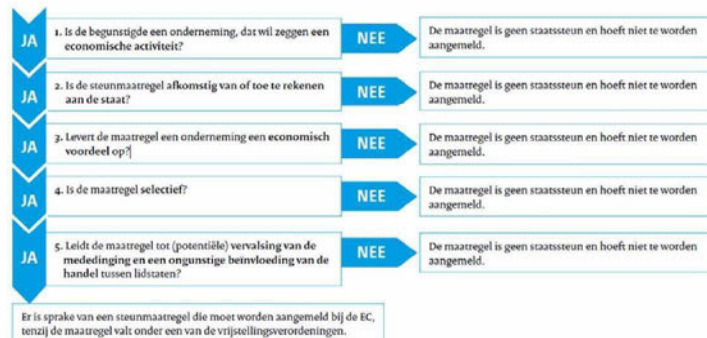 JA
1. Is de begunstigde een onderneming, dat wil zeggen een
economische activiteit?
NEE
De maatregel is geen staatssteun en hoeft niet te worden
aangemeld.
JA
2. Is de steunmaatregel afkomstig van of toe te rekenen
aan de staat?
NEE
De maatregel is geen staatssteun en hoeft niet te worden
aangemeld.
JA
3. Levert de maatregel een onderneming een economisch
voordeel op?
NEE
De maatregel is geen staatssteun en hoeft niet te worden
aangemeld.
JA
4. Is de maatregel selectief?
NEE
De maatregel is geen staatssteun en hoeft niet te worden
aangemeld.
JA
5. Leidt de maatregel tot (potentiële) vervalsing van de
mededinging en een ongunstige beïnvloeding van de
handel tussen lidstaten?
NEE
De maatregel is geen staatssteun en hoeft niet te worden
aangemeld.
Er is sprake van een steunmaatregel die moet worden aangemeld bij de EC,
tenzij de maatregel valt onder een van de vrijstellingsverordeningen.